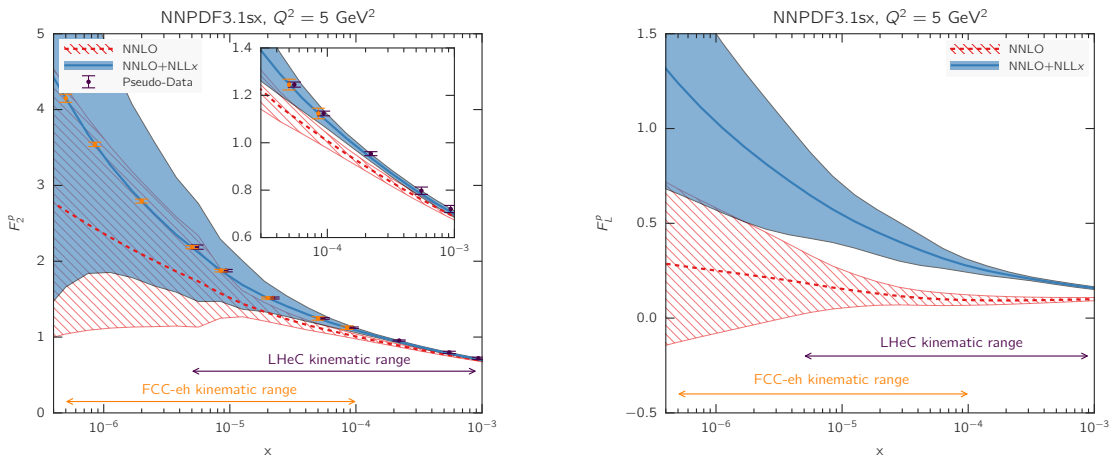 NNPDF3.1sx, Q² = 5 GeV²
NNLO
NNLO+NLLx
Pseudo-Data
5
4
3
2
1
0
F₂ᵖ
1.4
1.2
1.0
0.8
0.6
10⁻⁴
10⁻³
LHeC kinematic range
FCC-eh kinematic range
10⁻⁶
10⁻⁵
10⁻⁴
10⁻³
x
NNPDF3.1sx, Q² = 5 GeV²
NNLO
NNLO+NLLx
1.5
1.0
0.5
0.0
−0.5
F_Lᵖ
LHeC kinematic range
FCC-eh kinematic range
10⁻⁶
10⁻⁵
10⁻⁴
10⁻³
x